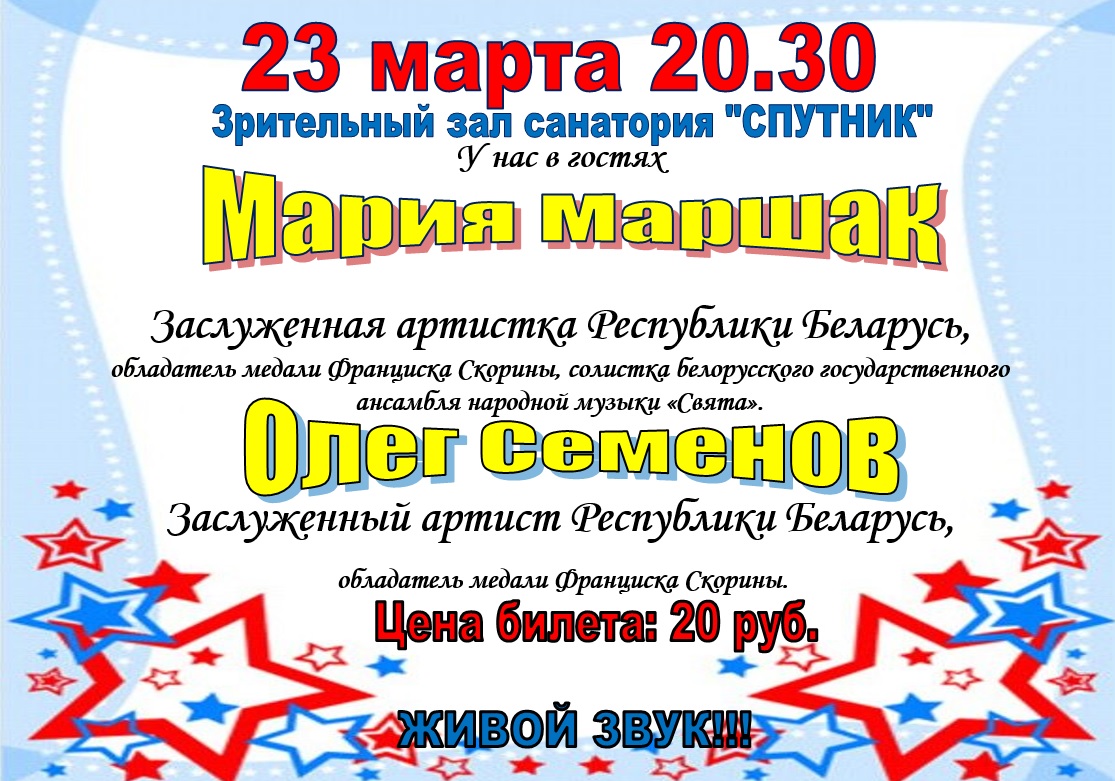 23 марта 20.30
Зрительный зал санатория "СПУТНИК"
У нас в гостях
Мария Маршак
Заслуженная артистка Республики Беларусь,
обладатель медали Франциска Скорины, солистка белорусского государственного
ансамбля народной музыки «Свята».
Олег Семенов
Заслуженный артист Республики Беларусь,
обладатель медали Франциска Скорины.
Цена билета: 20 руб.
ЖИВОЙ ЗВУК!!!